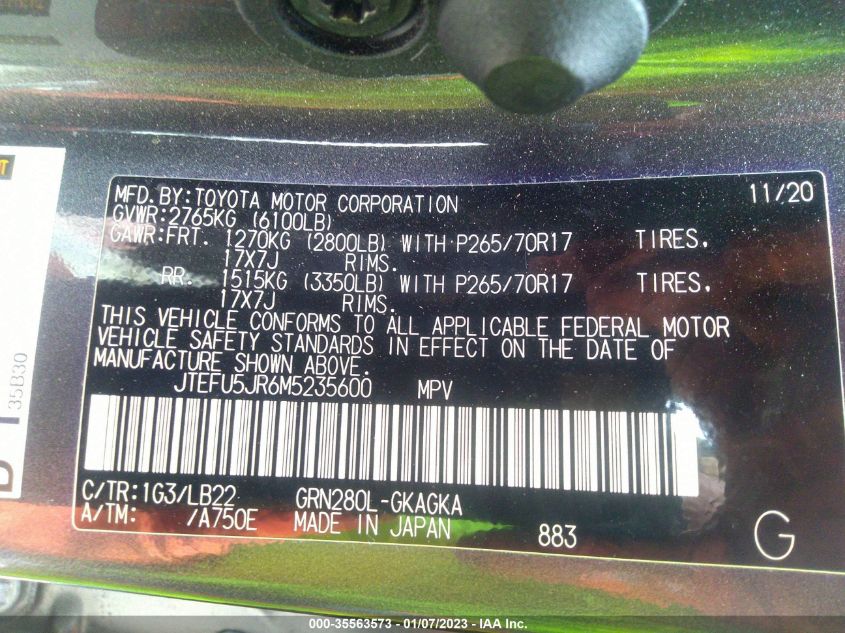 MFD.BY:TOYOTA MOTOR CORPORATION 11/20
GVWR:2765KG (6100LB)
GAWR:FRT. 1270KG (2800LB) WITH P265/70R17 TIRES,
17X7J RIMS.
RR. 1515KG (3350LB) WITH P265/70R17 TIRES,
17X7J RIMS.
THIS VEHICLE CONFORMS TO ALL APPLICABLE FEDERAL MOTOR
VEHICLE SAFETY STANDARDS IN EFFECT ON THE DATE OF
MANUFACTURE SHOWN ABOVE.
JTEFU5JR6M5235600 MPV
C/TR:1G3/LB22 GRN280L-GKAGKA
A/TM: /A750E MADE IN JAPAN 883 G
35B30
000-35563573 - 01/07/2023 - IAA Inc.